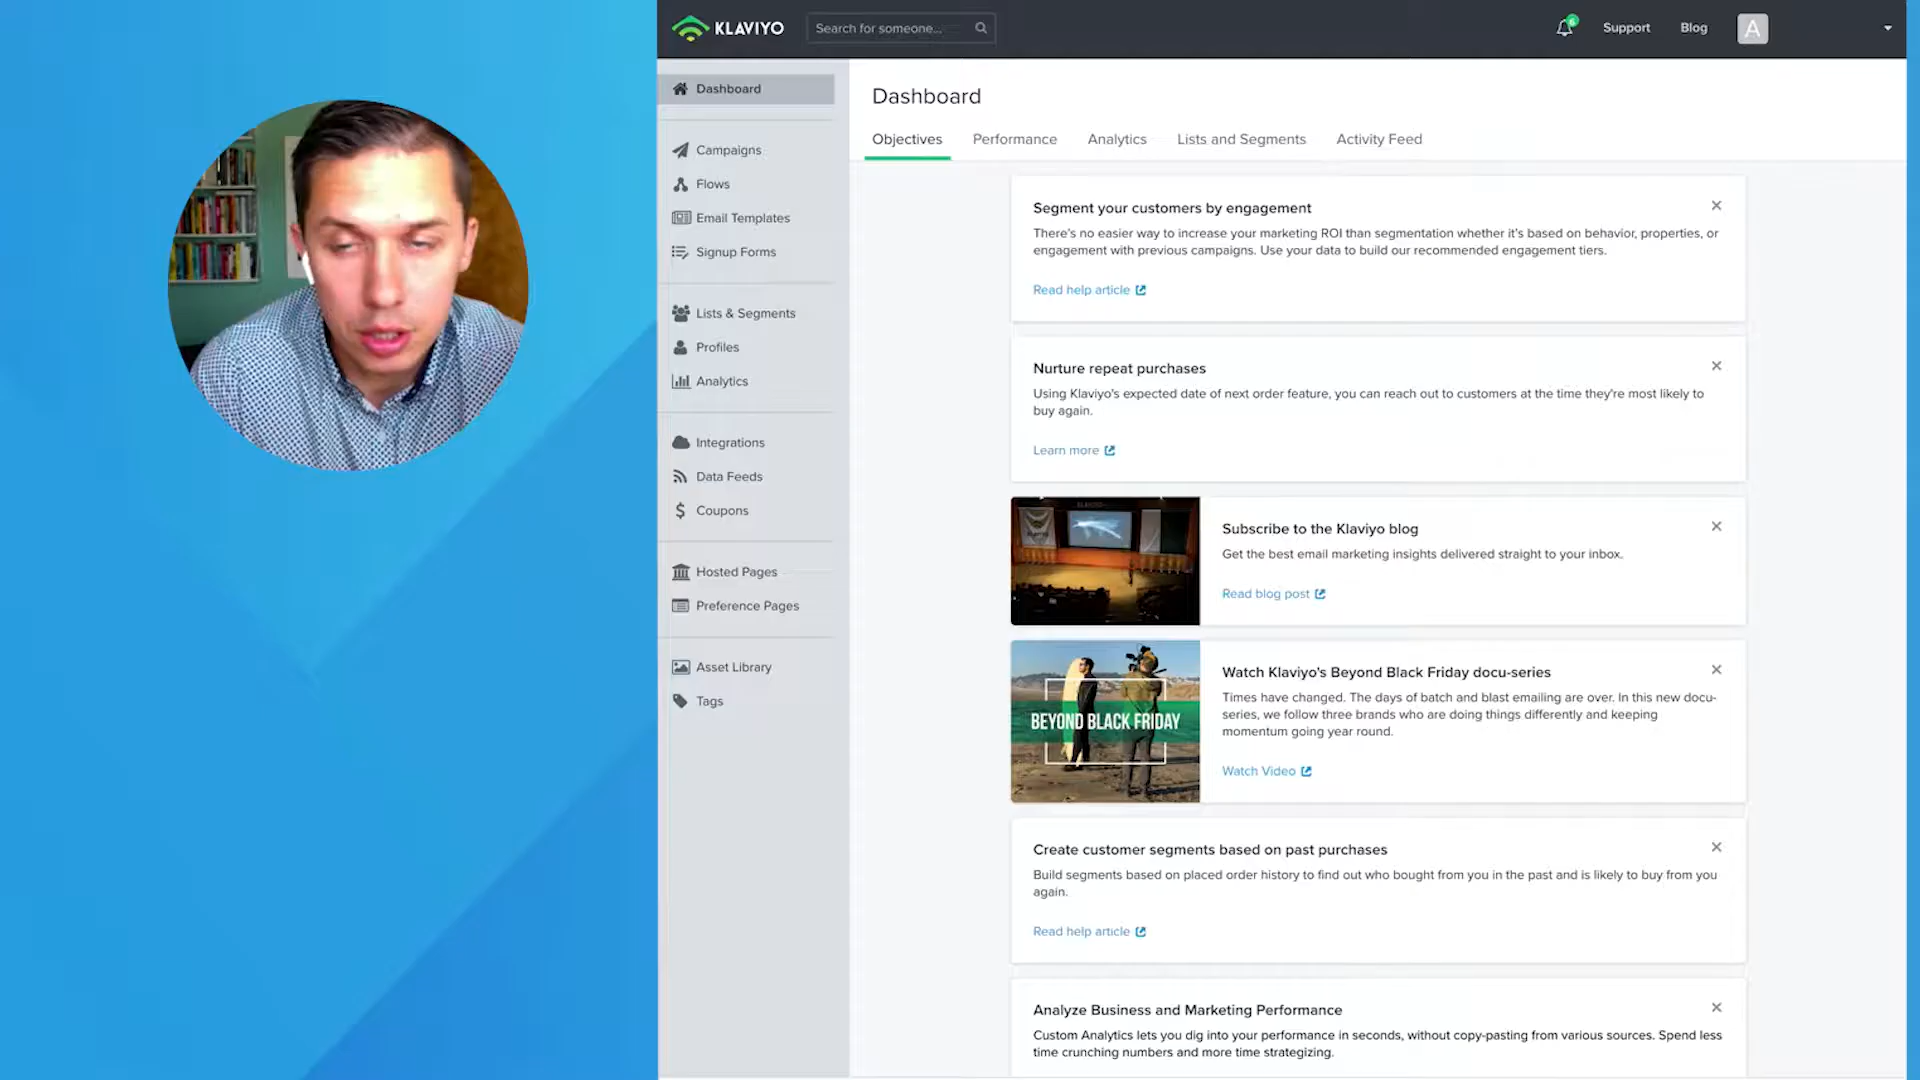 KLAVIYO
Search for someone...
6
Support
Blog
A
Dashboard
Campaigns
Flows
Email Templates
Signup Forms
Lists & Segments
Profiles
Analytics
Integrations
Data Feeds
Coupons
Hosted Pages
Preference Pages
Asset Library
Tags
Dashboard
Objectives
Performance
Analytics
Lists and Segments
Activity Feed
Segment your customers by engagement
There's no easier way to increase your marketing ROI than segmentation whether it's based on behavior, properties, or
engagement with previous campaigns. Use your data to build our recommended engagement tiers.
Read help article
Nurture repeat purchases
Using Klaviyo's expected date of next order feature, you can reach out to customers at the time they're most likely to
buy again.
Learn more
Subscribe to the Klaviyo blog
Get the best email marketing insights delivered straight to your inbox.
Read blog post
BEYOND BLACK FRIDAY
Watch Klaviyo's Beyond Black Friday docu-series
Times have changed. The days of batch and blast emailing are over. In this new docu-
series, we follow three brands who are doing things differently and keeping
momentum going year round.
Watch Video
Create customer segments based on past purchases
Build segments based on placed order history to find out who bought from you in the past and is likely to buy from you
again.
Read help article
Analyze Business and Marketing Performance
Custom Analytics lets you dig into your performance in seconds, without copy-pasting from various sources. Spend less
time crunching numbers and more time strategizing.